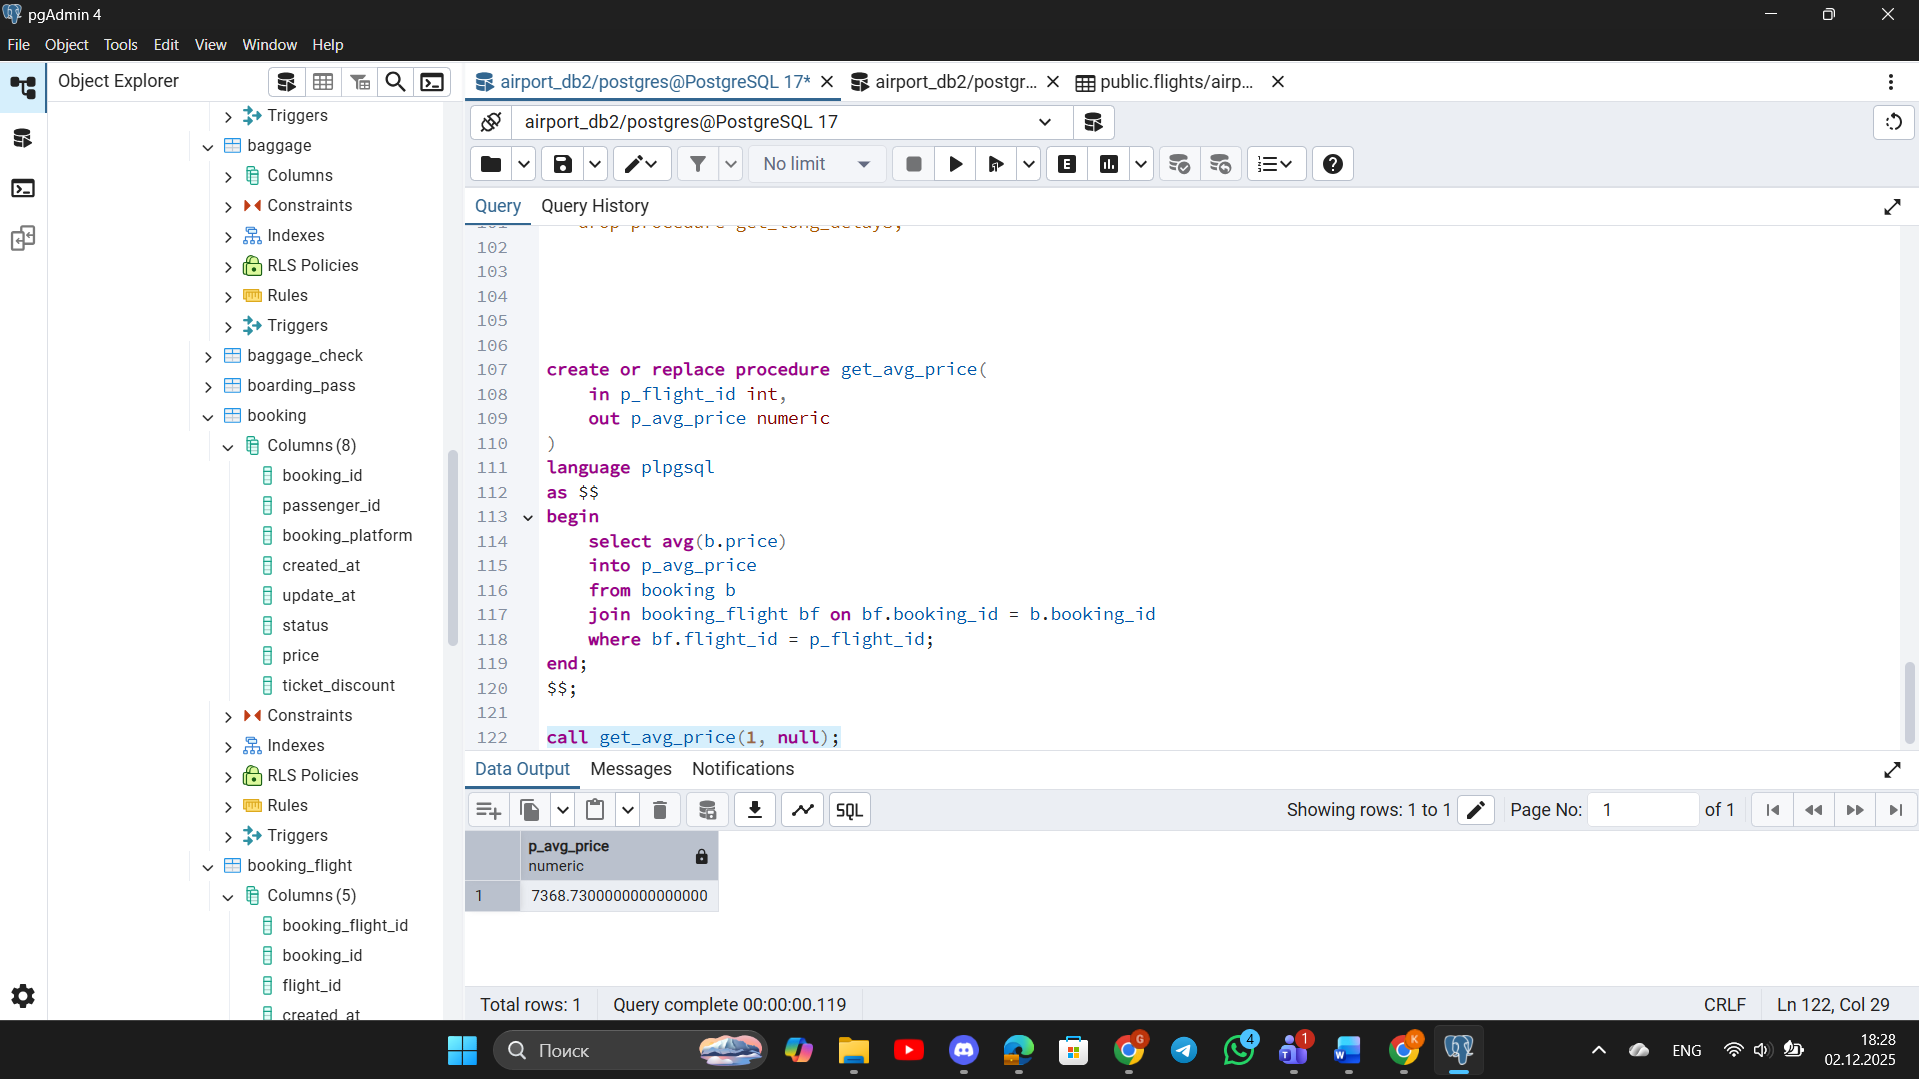 pgAdmin 4
File Object Tools Edit View Window Help
Object Explorer
airport_db2/postgres@PostgreSQL 17*
airport_db2/postgr...
public.flights/airp...
airport_db2/postgres@PostgreSQL 17
No limit
E
Query
Query History
Triggers
baggage
Columns
Constraints
Indexes
RLS Policies
Rules
Triggers
baggage_check
boarding_pass
booking
Columns (8)
booking_id
passenger_id
booking_platform
created_at
update_at
status
price
ticket_discount
Constraints
Indexes
RLS Policies
Rules
Triggers
booking_flight
Columns (5)
booking_flight_id
booking_id
flight_id
created_at
101 drop procedure get_long_delays;
102
103
104
105
106
107 create or replace procedure get_avg_price(
108 in p_flight_id int,
109 out p_avg_price numeric
110 )
111 language plpgsql
112 as $$
113 begin
114 select avg(b.price)
115 into p_avg_price
116 from booking b
117 join booking_flight bf on bf.booking_id = b.booking_id
118 where bf.flight_id = p_flight_id;
119 end;
120 $$;
121
122 call get_avg_price(1, null);
Data Output
Messages
Notifications
SQL
Showing rows: 1 to 1
Page No: 1 of 1
p_avg_price
numeric
1 7368.7300000000000000
Total rows: 1
Query complete 00:00:00.119
CRLF
Ln 122, Col 29
Поиск
G
4
1
W
K
ENG
18:28
02.12.2025